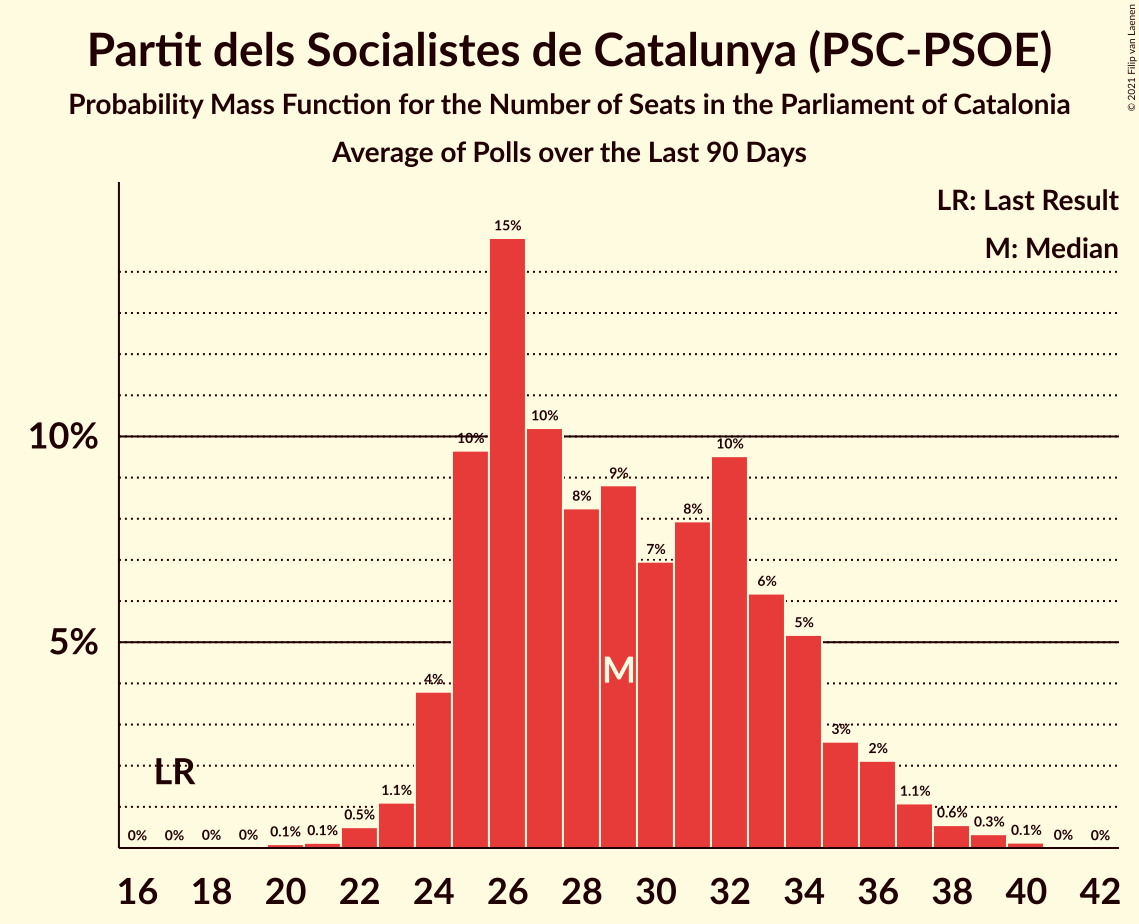 Partit dels Socialistes de Catalunya (PSC-PSOE)
Probability Mass Function for the Number of Seats in the Parliament of Catalonia
Average of Polls over the Last 90 Days
© 2021 Filip van Laenen
LR: Last Result
M: Median
10%
5%
0% 0% 0% 0% 0.1% 0.1% 0.5% 1.1% 4% 10% 15% 10% 8% 9% 7% 8% 10% 6% 5% 3% 2% 1.1% 0.6% 0.3% 0.1% 0% 0%
LR
M
16 18 20 22 24 26 28 30 32 34 36 38 40 42